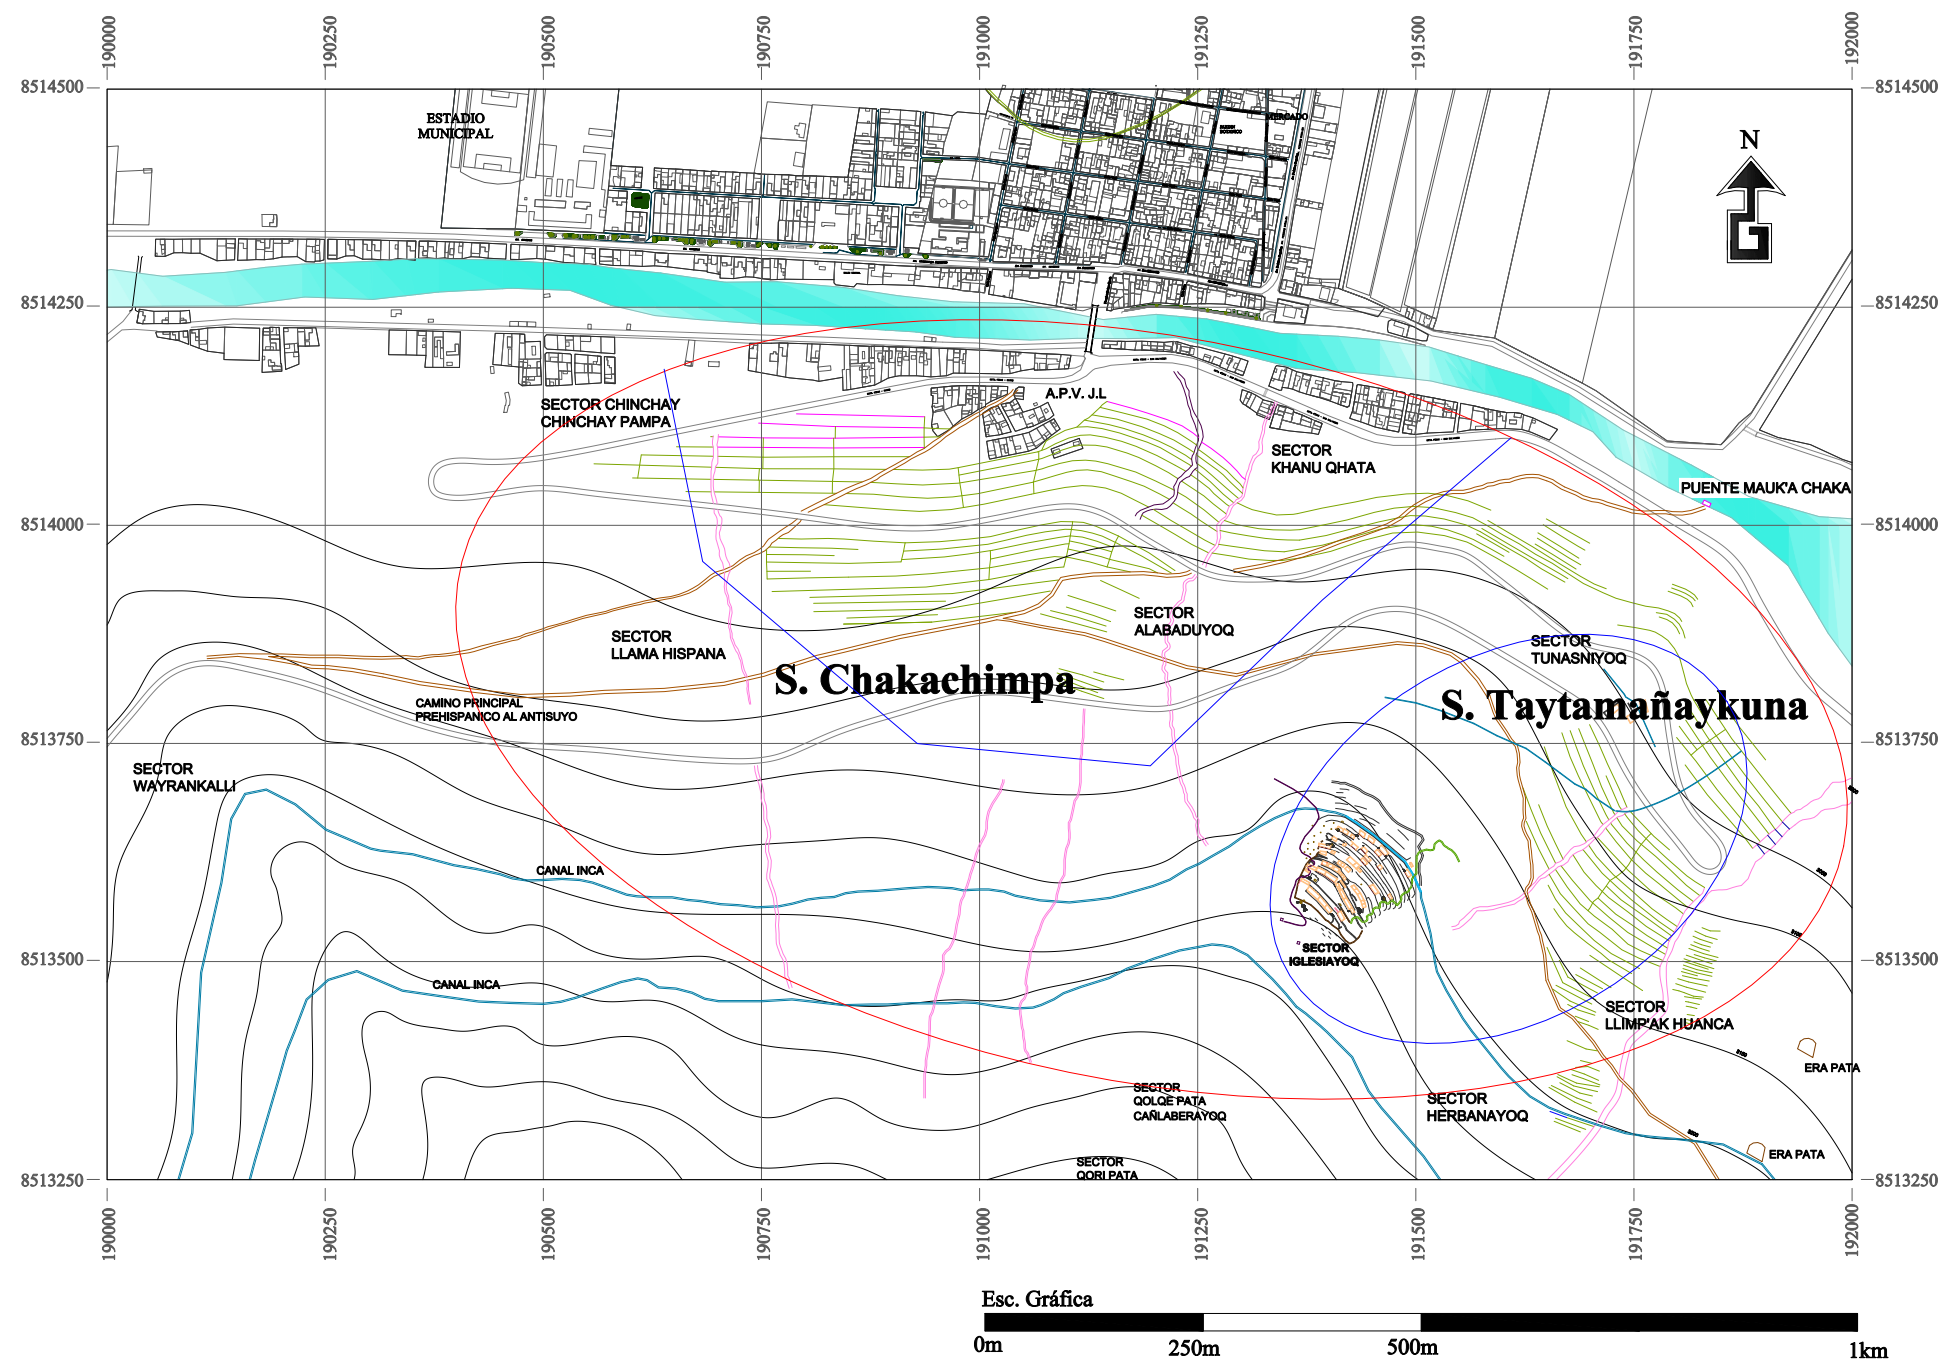 190000
190250
190500
190750
191000
191250
191500
191750
192000
8514500
8514500
ESTADIO
MUNICIPAL
MERCADO
N
8514250
8514250
A.P.V. J.L
SECTOR CHINCHAY
CHINCHAY PAMPA
SECTOR
KHANU QHATA
PUENTE MAUK'A CHAKA
8514000
8514000
SECTOR
ALABADUYOQ
SECTOR
LLAMA HISPANA
SECTOR
TUNASNIYOQ
S. Chakachimpa
S. Taytamañaykuna
CAMINO PRINCIPAL
PREHISPANICO AL ANTISUYO
8513750
8513750
SECTOR
WAYRANKALLI
CANAL INCA
SECTOR
IGLESIAYOQ
8513500
8513500
CANAL INCA
SECTOR
LLIMP'AK HUANCA
ERA PATA
SECTOR
QOLQE PATA
CAÑLABERAYOQ
SECTOR
HERBANAYOQ
ERA PATA
SECTOR
QORI PATA
8513250
8513250
190000
190250
190500
190750
191000
191250
191500
191750
192000
Esc. Gráfica
0m
250m
500m
1km